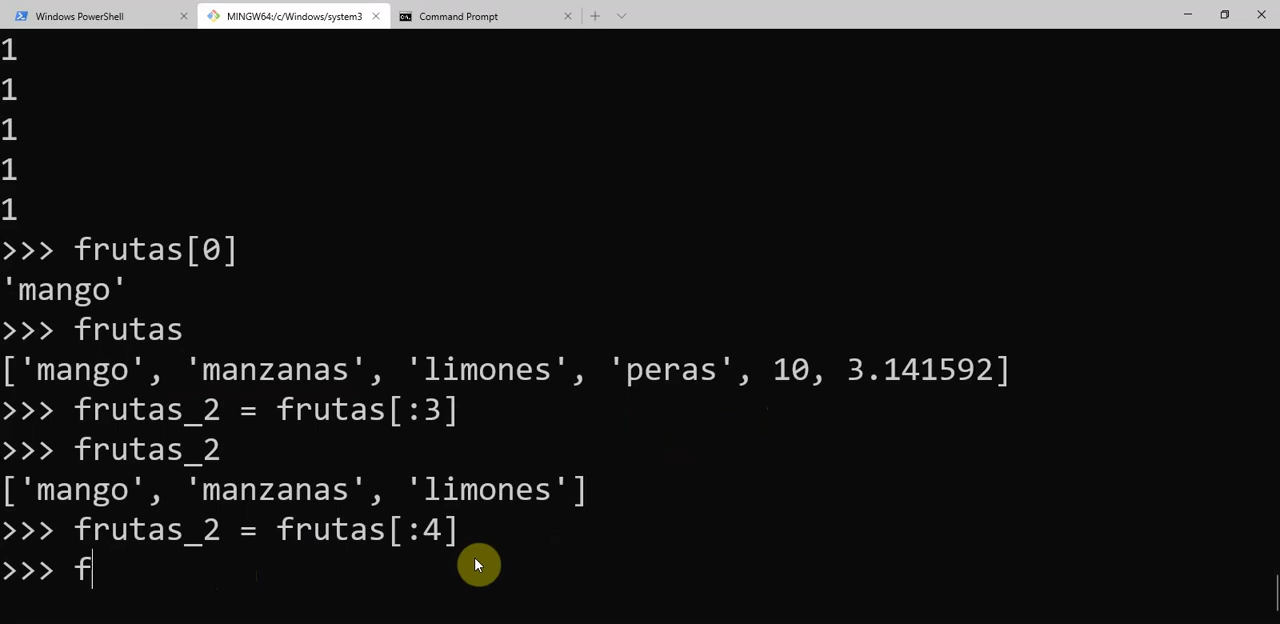 Windows PowerShell
MINGW64:/c/Windows/system3
Command Prompt
1
1
1
1
1
>>> frutas[0]
'mango'
>>> frutas
['mango', 'manzanas', 'limones', 'peras', 10, 3.141592]
>>> frutas_2 = frutas[:3]
>>> frutas_2
['mango', 'manzanas', 'limones']
>>> frutas_2 = frutas[:4]
>>> f